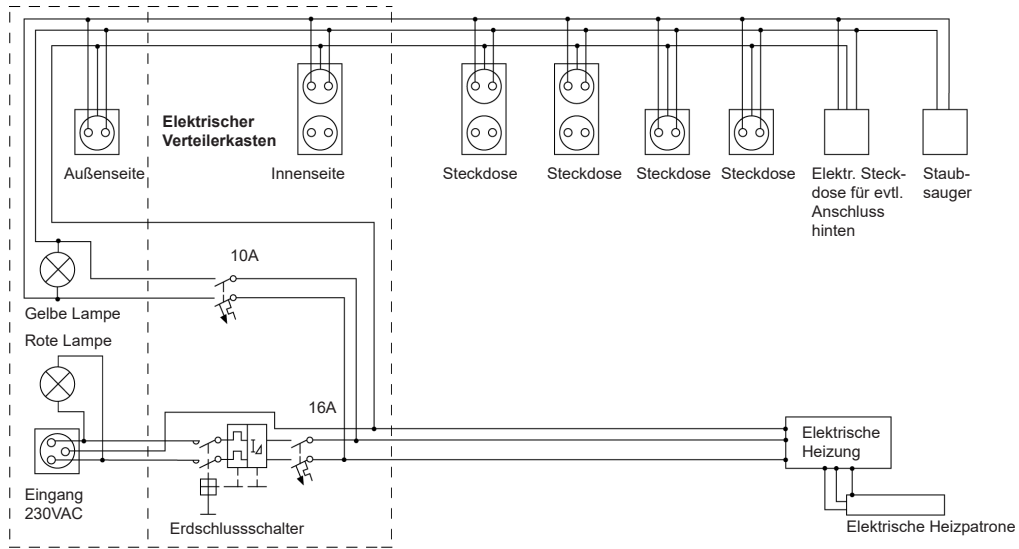 Elektrischer
Verteilerkasten
Außenseite
Innenseite
Steckdose
Steckdose
Steckdose
Steckdose
Elektr. Steck-
dose für evtl.
Anschluss
hinten
Staub-
sauger
10A
Gelbe Lampe
Rote Lampe
16A
I⊿
Elektrische
Heizung
Eingang
230VAC
Erdschlussschalter
Elektrische Heizpatrone